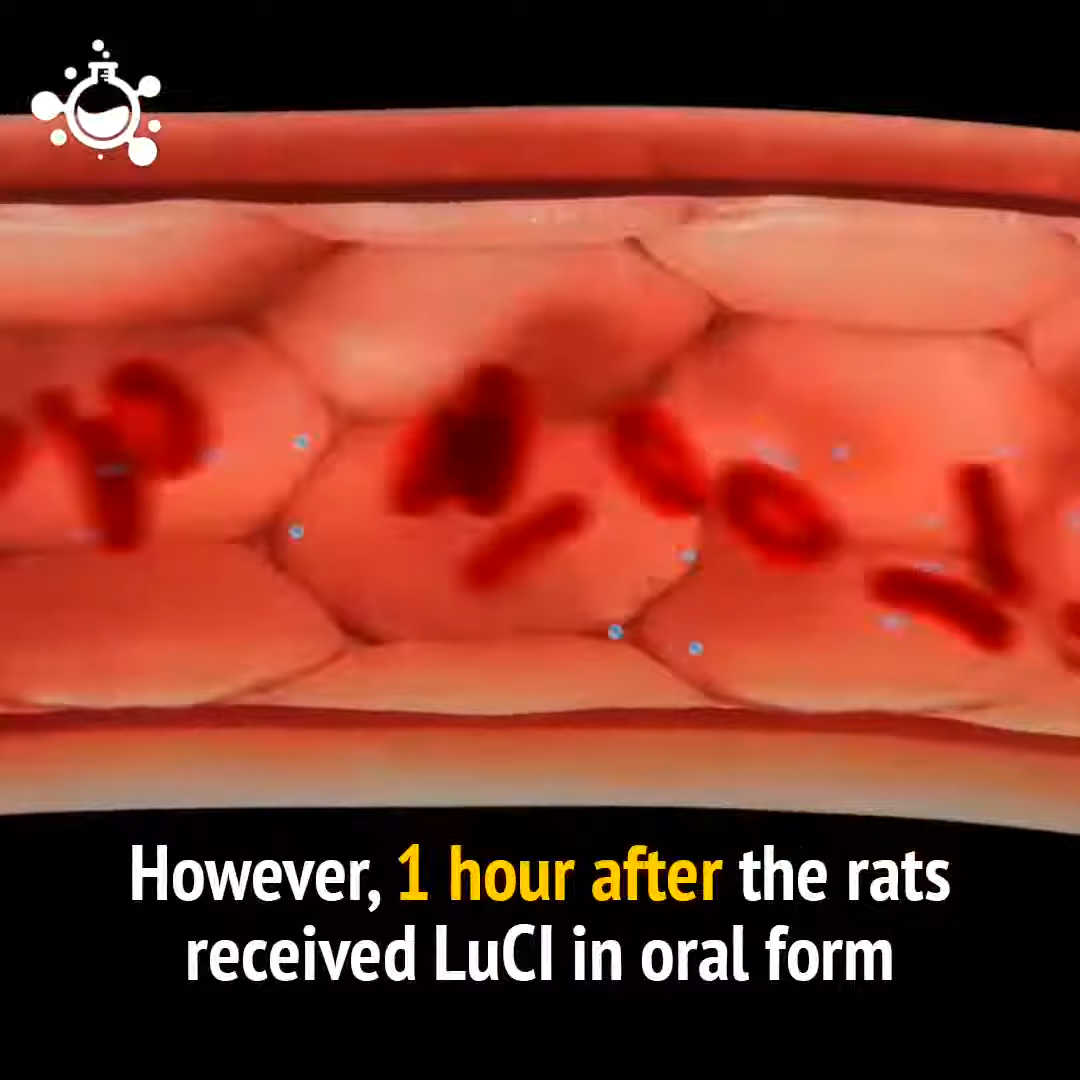 However, 1 hour after the rats
received LuCI in oral form